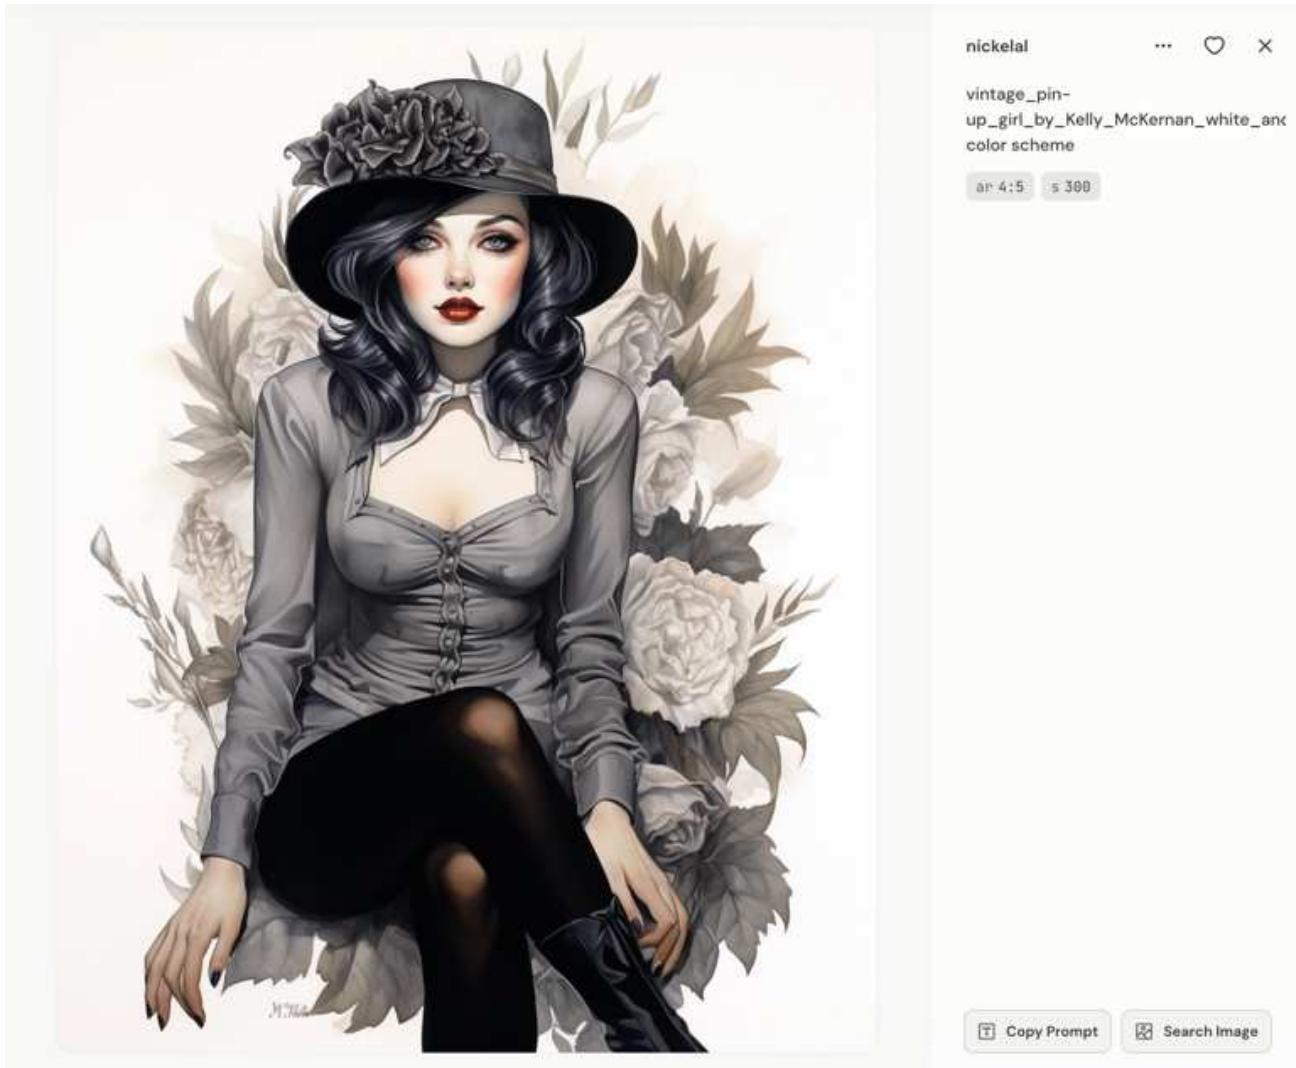 nickelal
vintage_pin-
up_girl_by_Kelly_McKernan_white_and
color scheme
ar 4:5 s 300
Copy Prompt Search Image